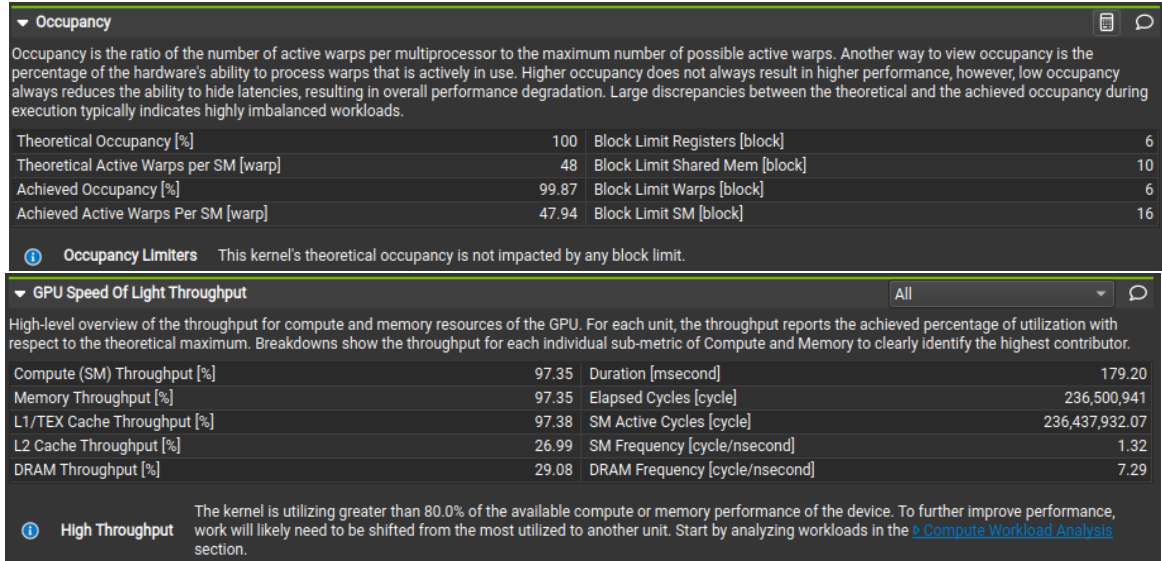 Occupancy
Occupancy is the ratio of the number of active warps per multiprocessor to the maximum number of possible active warps. Another way to view occupancy is the
percentage of the hardware's ability to process warps that is actively in use. Higher occupancy does not always result in higher performance, however, low occupancy
always reduces the ability to hide latencies, resulting in overall performance degradation. Large discrepancies between the theoretical and the achieved occupancy during
execution typically indicates highly imbalanced workloads.
Theoretical Occupancy [%] 100 Block Limit Registers [block] 6
Theoretical Active Warps per SM [warp] 48 Block Limit Shared Mem [block] 10
Achieved Occupancy [%] 99.87 Block Limit Warps [block] 6
Achieved Active Warps Per SM [warp] 47.94 Block Limit SM [block] 16
Occupancy Limiters This kernel's theoretical occupancy is not impacted by any block limit.
GPU Speed Of Light Throughput All
High-level overview of the throughput for compute and memory resources of the GPU. For each unit, the throughput reports the achieved percentage of utilization with
respect to the theoretical maximum. Breakdowns show the throughput for each individual sub-metric of Compute and Memory to clearly identify the highest contributor.
Compute (SM) Throughput [%] 97.35 Duration [msecond] 179.20
Memory Throughput [%] 97.35 Elapsed Cycles [cycle] 236,500,941
L1/TEX Cache Throughput [%] 97.38 SM Active Cycles [cycle] 236,437,932.07
L2 Cache Throughput [%] 26.99 SM Frequency [cycle/nsecond] 1.32
DRAM Throughput [%] 29.08 DRAM Frequency [cycle/nsecond] 7.29
The kernel is utilizing greater than 80.0% of the available compute or memory performance of the device. To further improve performance,
High Throughput work will likely need to be shifted from the most utilized to another unit. Start by analyzing workloads in the Compute Workload Analysis
section.